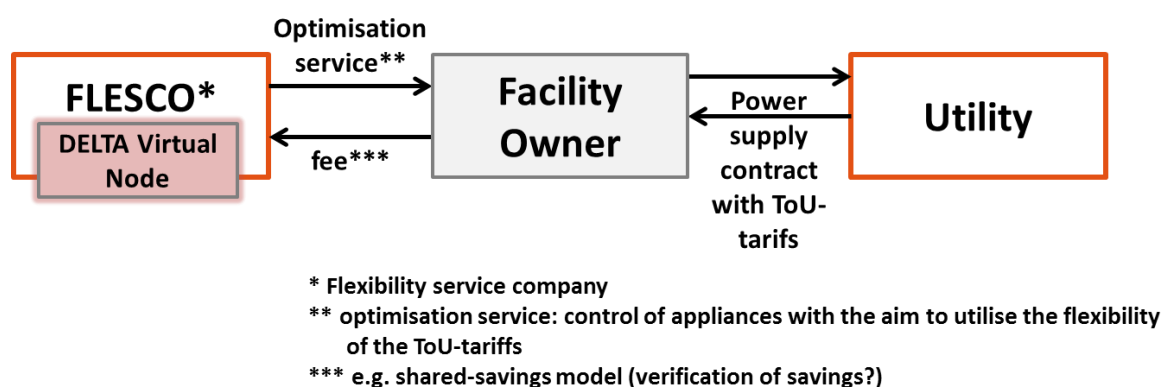 Optimisation
service**
FLESCO*
DELTA Virtual
Node
fee***
Facility
Owner
Power
supply
contract
with ToU-
tarifs
Utility
* Flexibility service company
** optimisation service: control of appliances with the aim to utilise the flexibility
of the ToU-tariffs
*** e.g. shared-savings model (verification of savings?)